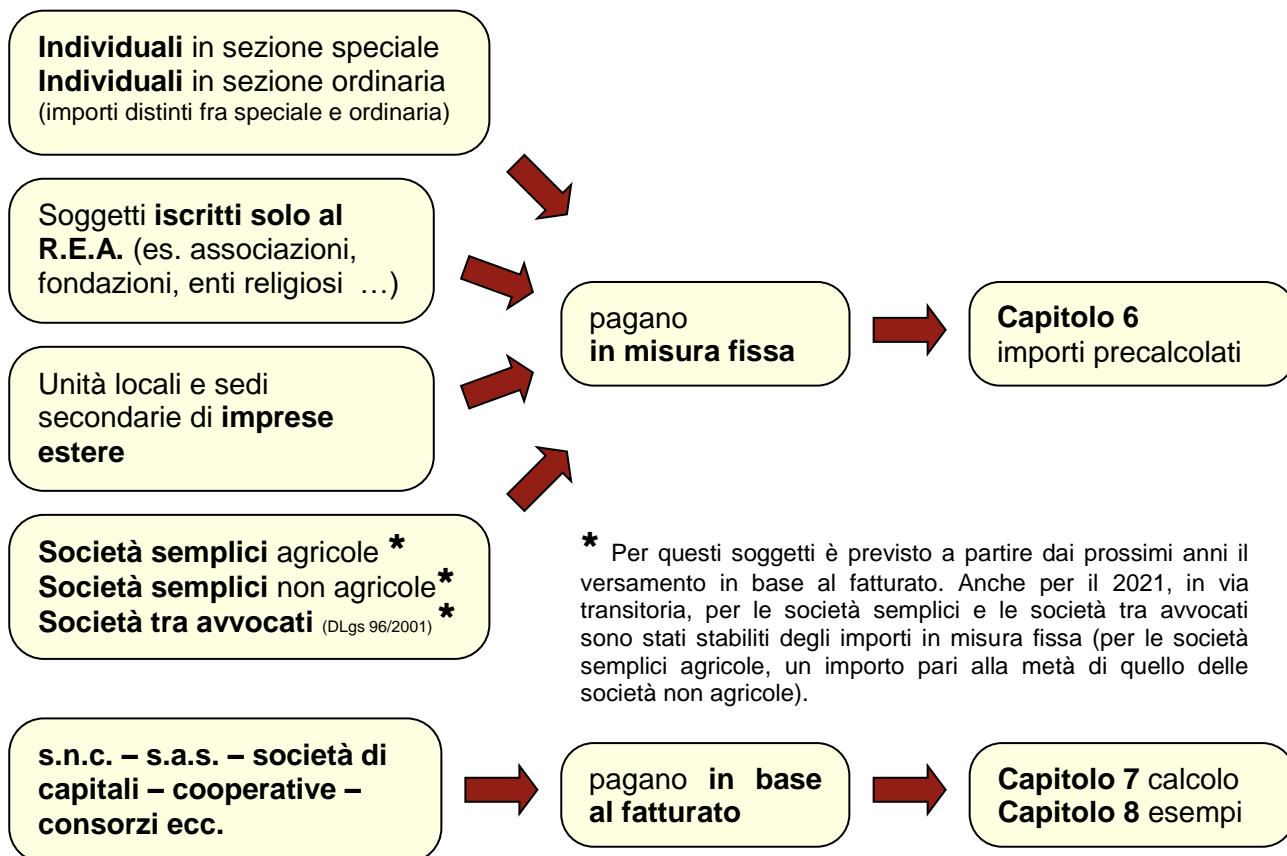 Individuali in sezione speciale
Individuali in sezione ordinaria
(importi distinti fra speciale e ordinaria)
Soggetti iscritti solo al
R.E.A. (es. associazioni,
fondazioni, enti religiosi …)
Unità locali e sedi
secondarie di imprese
estere
pagano
in misura fissa
Capitolo 6
importi precalcolati
Società semplici agricole *
Società semplici non agricole*
Società tra avvocati (DLgs 96/2001) *
* Per questi soggetti è previsto a partire dai prossimi anni il
versamento in base al fatturato. Anche per il 2021, in via
transitoria, per le società semplici e le società tra avvocati
sono stati stabiliti degli importi in misura fissa (per le società
semplici agricole, un importo pari alla metà di quello delle
società non agricole).
s.n.c. – s.a.s. – società di
capitali – cooperative –
consorzi ecc.
pagano in base
al fatturato
Capitolo 7 calcolo
Capitolo 8 esempi